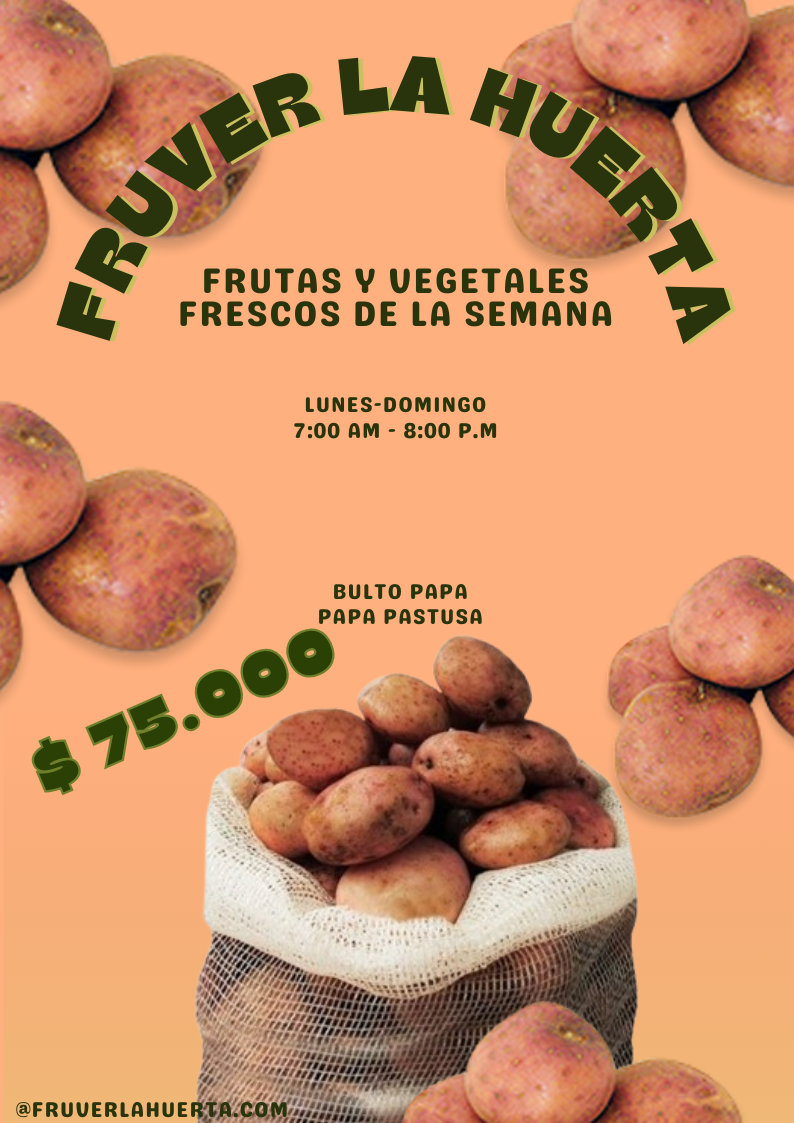 FRUVER LA HUERTA
FRUTAS Y VEGETALES
FRESCOS DE LA SEMANA
LUNES-DOMINGO
7:00 AM - 8:00 P.M
BULTO PAPA
PAPA PASTUSA
$ 75.000
@FRUVERLAHUERTA.COM